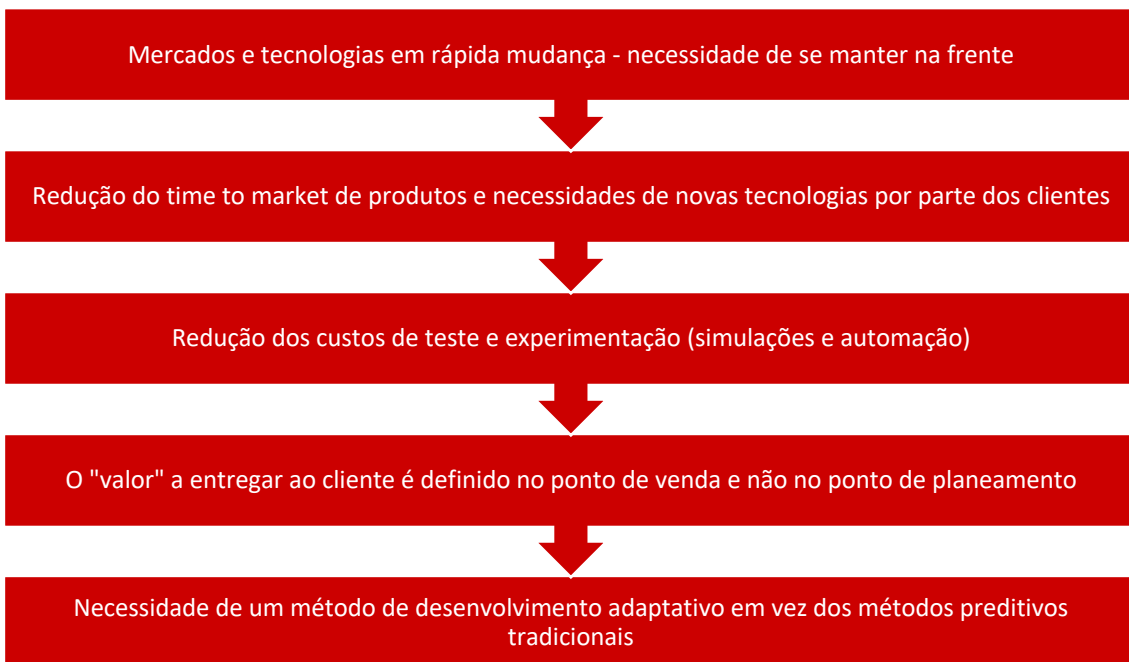 Mercados e tecnologias em rápida mudança - necessidade de se manter na frente
Redução do time to market de produtos e necessidades de novas tecnologias por parte dos clientes
Redução dos custos de teste e experimentação (simulações e automação)
O "valor" a entregar ao cliente é definido no ponto de venda e não no ponto de planeamento
Necessidade de um método de desenvolvimento adaptativo em vez dos métodos preditivos
tradicionais